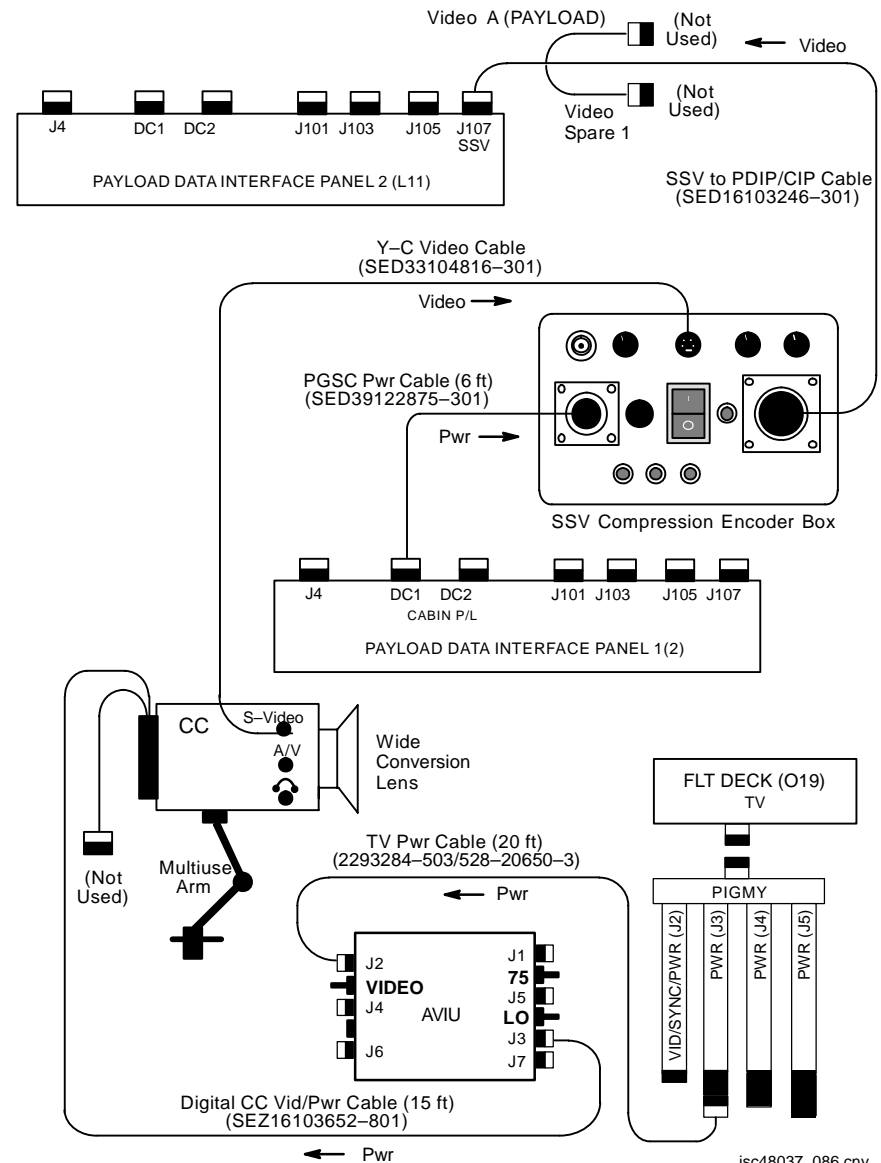 Video A (PAYLOAD)
(Not
Used)
Video
(Not
Used)
Video
Spare 1
J4
DC1
DC2
J101
J103
J105
J107
SSV
PAYLOAD DATA INTERFACE PANEL 2 (L11)
SSV to PDIP/CIP Cable
(SED16103246–301)
Y–C Video Cable
(SED33104816–301)
Video
PGSC Pwr Cable (6 ft)
(SED39122875–301)
Pwr
I
O
SSV Compression Encoder Box
J4
DC1
DC2
J101
J103
J105
J107
CABIN P/L
PAYLOAD DATA INTERFACE PANEL 1(2)
CC
S–Video
A/V
Wide
Conversion
Lens
FLT DECK (O19)
TV
(Not
Used)
Multiuse
Arm
TV Pwr Cable (20 ft)
(2293284–503/528–20650–3)
Pwr
PIGMY
VID/SYNC/PWR (J2)
PWR (J3)
PWR (J4)
PWR (J5)
J2
VIDEO
J4
J6
AVIU
J1
75
J5
LO
J3
J7
Digital CC Vid/Pwr Cable (15 ft)
(SEZ16103652–801)
Pwr